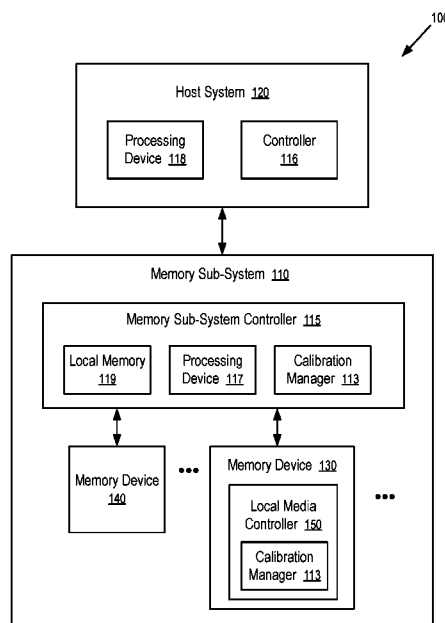 100
Host System 120
Processing
Device 118
Controller
116
Memory Sub-System 110
Memory Sub-System Controller 115
Local Memory
119
Processing
Device 117
Calibration
Manager 113
Memory Device
140
Memory Device 130
Local Media
Controller 150
Calibration
Manager 113